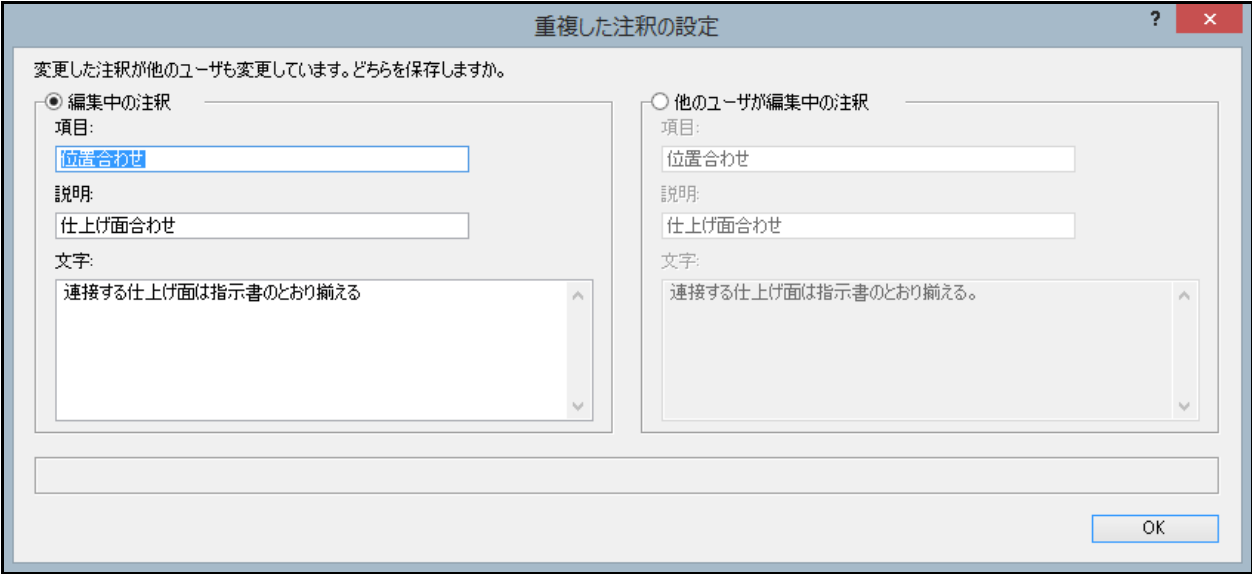 重複した注釈の設定
?
×
変更した注釈が他のユーザも変更しています。どちらを保存しますか。
編集中の注釈
項目:
位置合わせ
説明:
仕上げ面合わせ
文字:
連接する仕上げ面は指示書のとおり揃える
他のユーザが編集中の注釈
項目:
位置合わせ
説明:
仕上げ面合わせ
文字:
連接する仕上げ面は指示書のとおり揃える。
OK